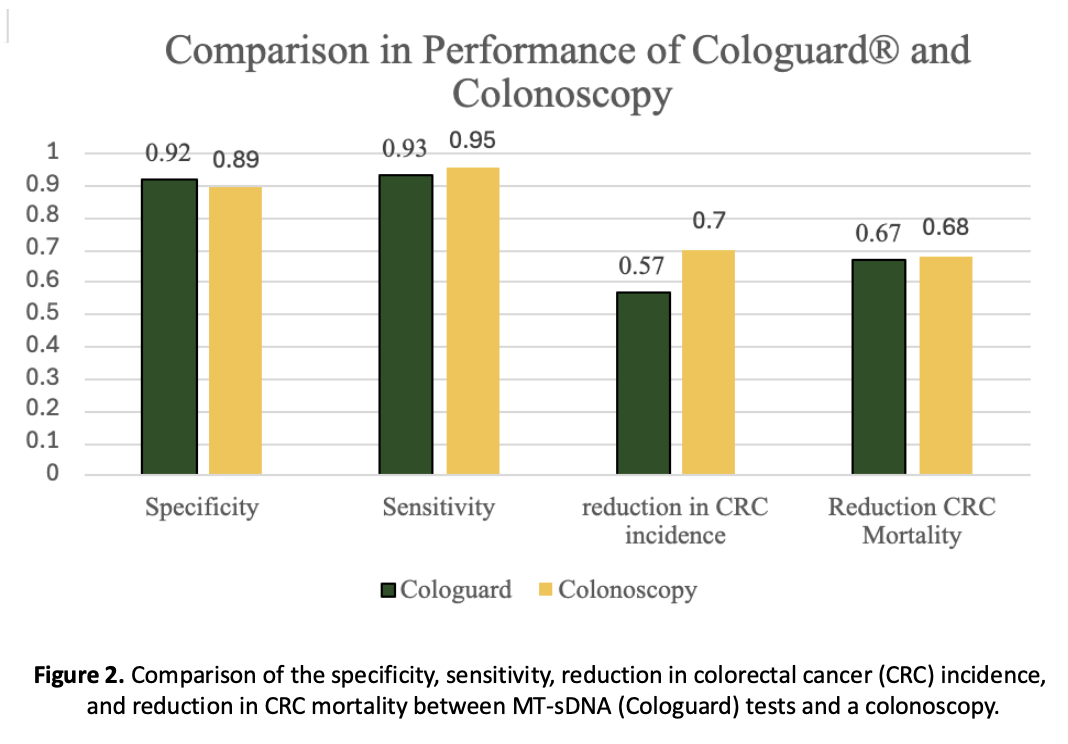 Comparison in Performance of Cologuard® and
Colonoscopy
1
0.9
0.8
0.7
0.6
0.5
0.4
0.3
0.2
0.1
0
0.92
0.89
0.93
0.95
0.57
0.7
0.67
0.68
Specificity
Sensitivity
reduction in CRC
incidence
Reduction CRC
Mortality
Cologuard
Colonoscopy
Figure 2. Comparison of the specificity, sensitivity, reduction in colorectal cancer (CRC) incidence,
and reduction in CRC mortality between MT-sDNA (Cologuard) tests and a colonoscopy.